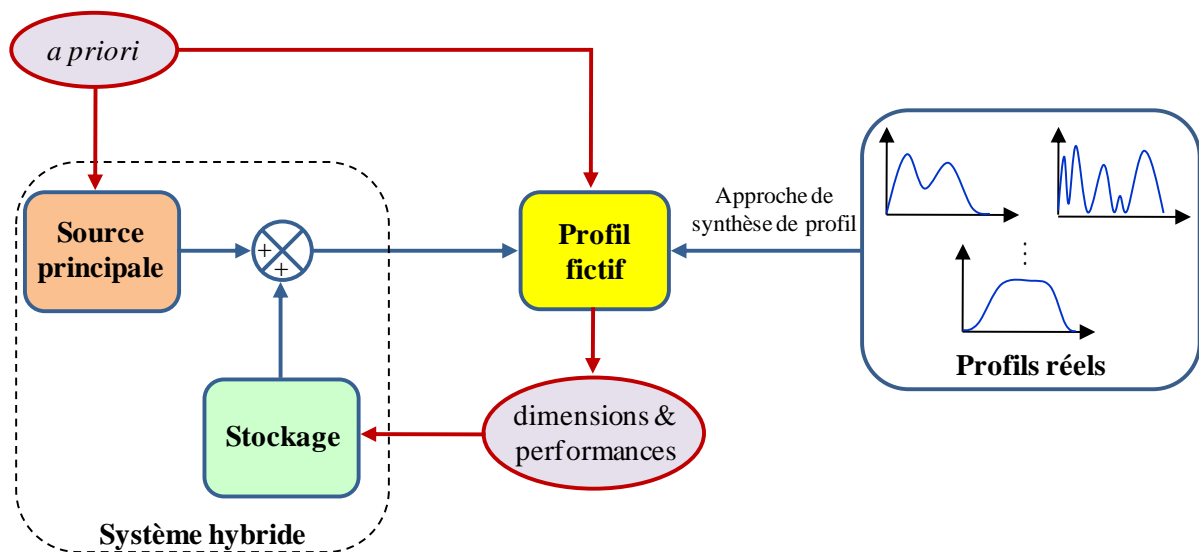 a priori
Source
principale
+
+
Profil
fictif
Approche de
synthèse de profil
⋮
Profils réels
Stockage
dimensions &
performances
Système hybride